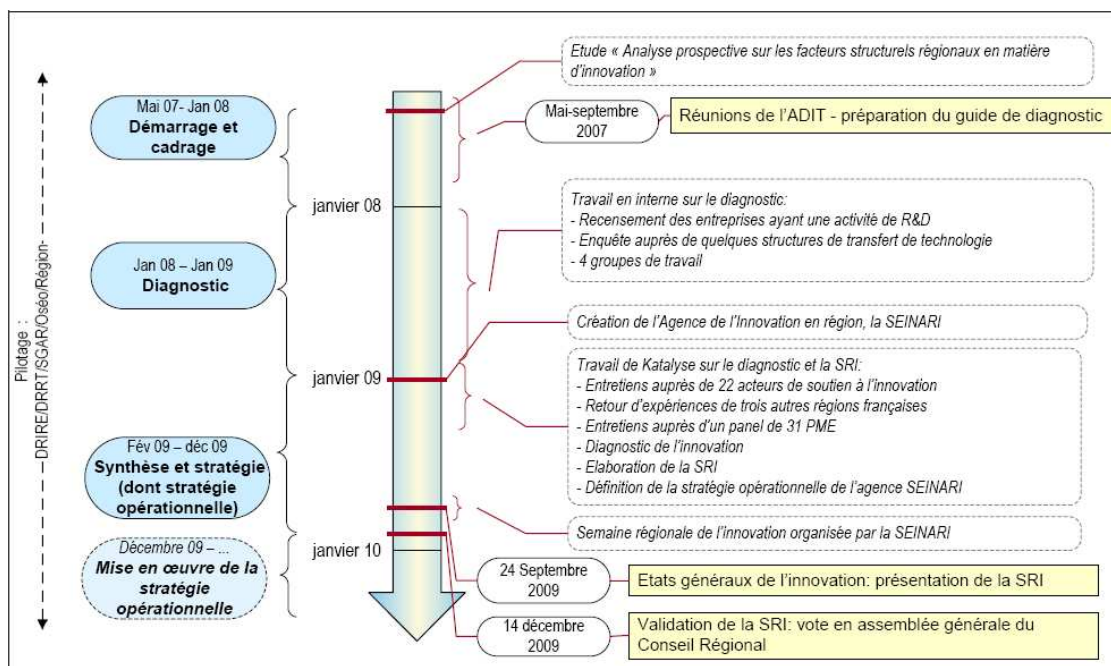 Etude « Analyse prospective sur les facteurs structurels régionaux en matière
d'innovation »
Mai 07- Jan 08
Démarrage et
cadrage
Mai-septembre
2007
Réunions de l'ADIT - préparation du guide de diagnostic
janvier 08
Travail en interne sur le diagnostic:
- Recensement des entreprises ayant une activité de R&D
- Enquête auprès de quelques structures de transfert de technologie
- 4 groupes de travail
Jan 08 – Jan 09
Diagnostic
Pilotage :
DRIRE/DRRT/SGAR/Oséo/Région-
Création de l'Agence de l'Innovation en région, la SEINARI
janvier 09
Travail de Katalyse sur le diagnostic et la SRI:
- Entretiens auprès de 22 acteurs de soutien à l'innovation
- Retour d'expériences de trois autres régions françaises
- Entretiens auprès d'un panel de 31 PME
- Diagnostic de l'innovation
- Elaboration de la SRI
- Définition de la stratégie opérationnelle de l'agence SEINARI
Fév 09 – déc 09
Synthèse et stratégie
(dont stratégie
opérationnelle)
Semaine régionale de l'innovation organisée par la SEINARI
janvier 10
Décembre 09 – ...
Mise en œuvre de la
stratégie
opérationnelle
24 Septembre
2009
Etats généraux de l'innovation: présentation de la SRI
14 décembre
2009
Validation de la SRI: vote en assemblée générale du
Conseil Régional